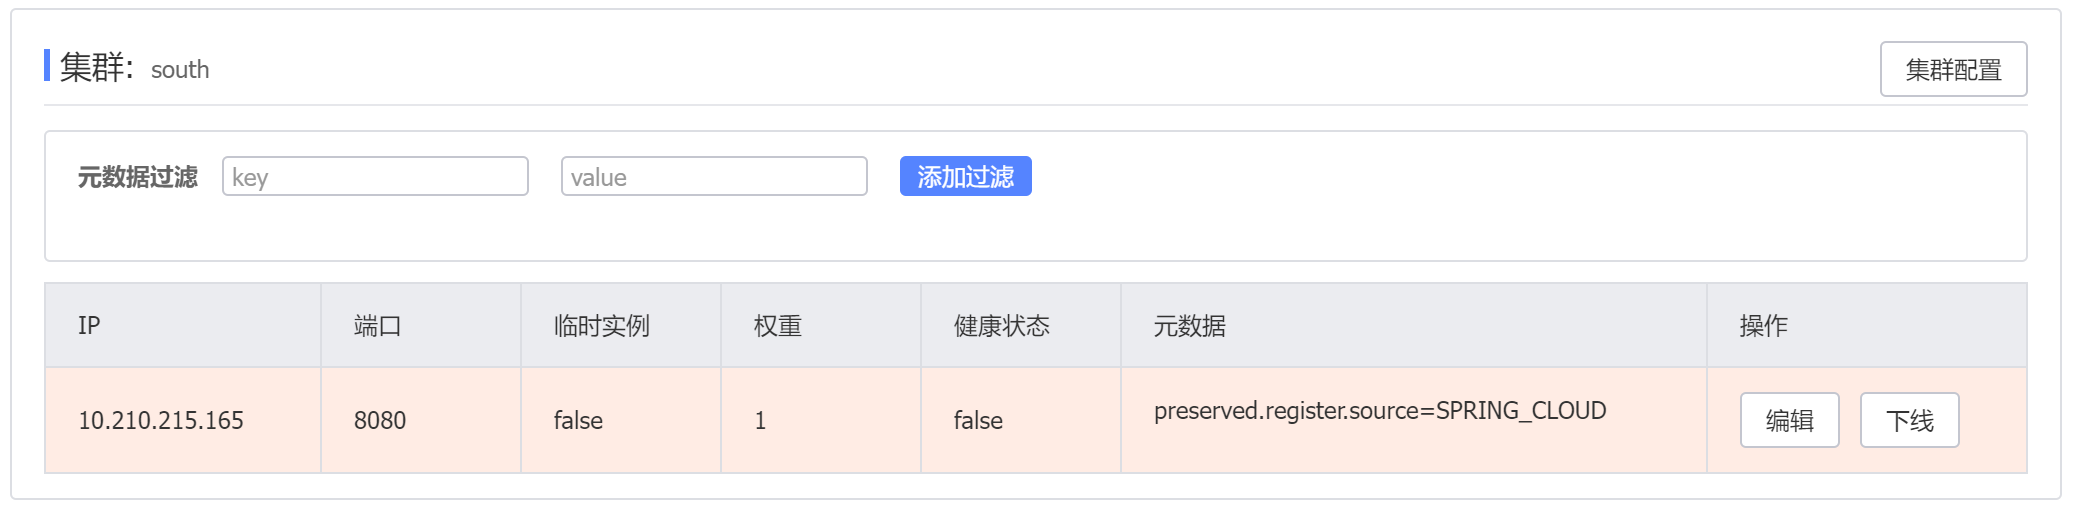 集群: south
集群配置
元数据过滤 key value 添加过滤
IP 端口 临时实例 权重 健康状态 元数据 操作
10.210.215.165 8080 false 1 false preserved.register.source=SPRING_CLOUD 编辑 下线